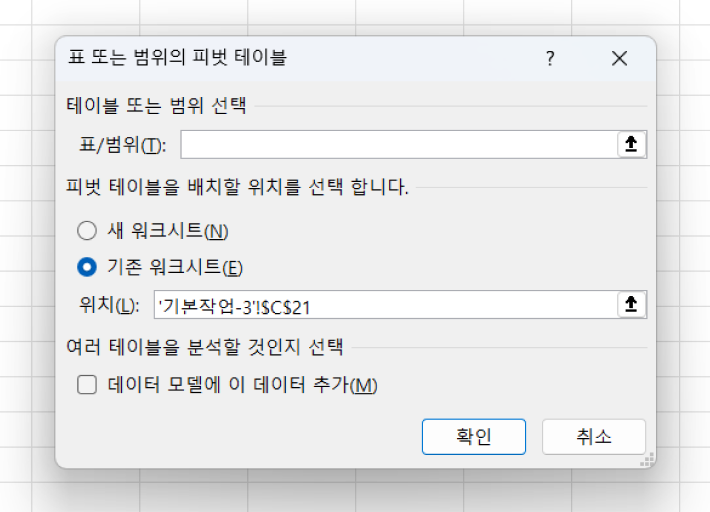 표 또는 범위의 피벗 테이블 ?
테이블 또는 범위 선택
표/범위(T):
피벗 테이블을 배치할 위치를 선택 합니다.
새 워크시트(N)
기존 워크시트(E)
위치(L): '기본작업-3'!$C$21
여러 테이블을 분석할 것인지 선택
데이터 모델에 이 데이터 추가(M)
확인 취소